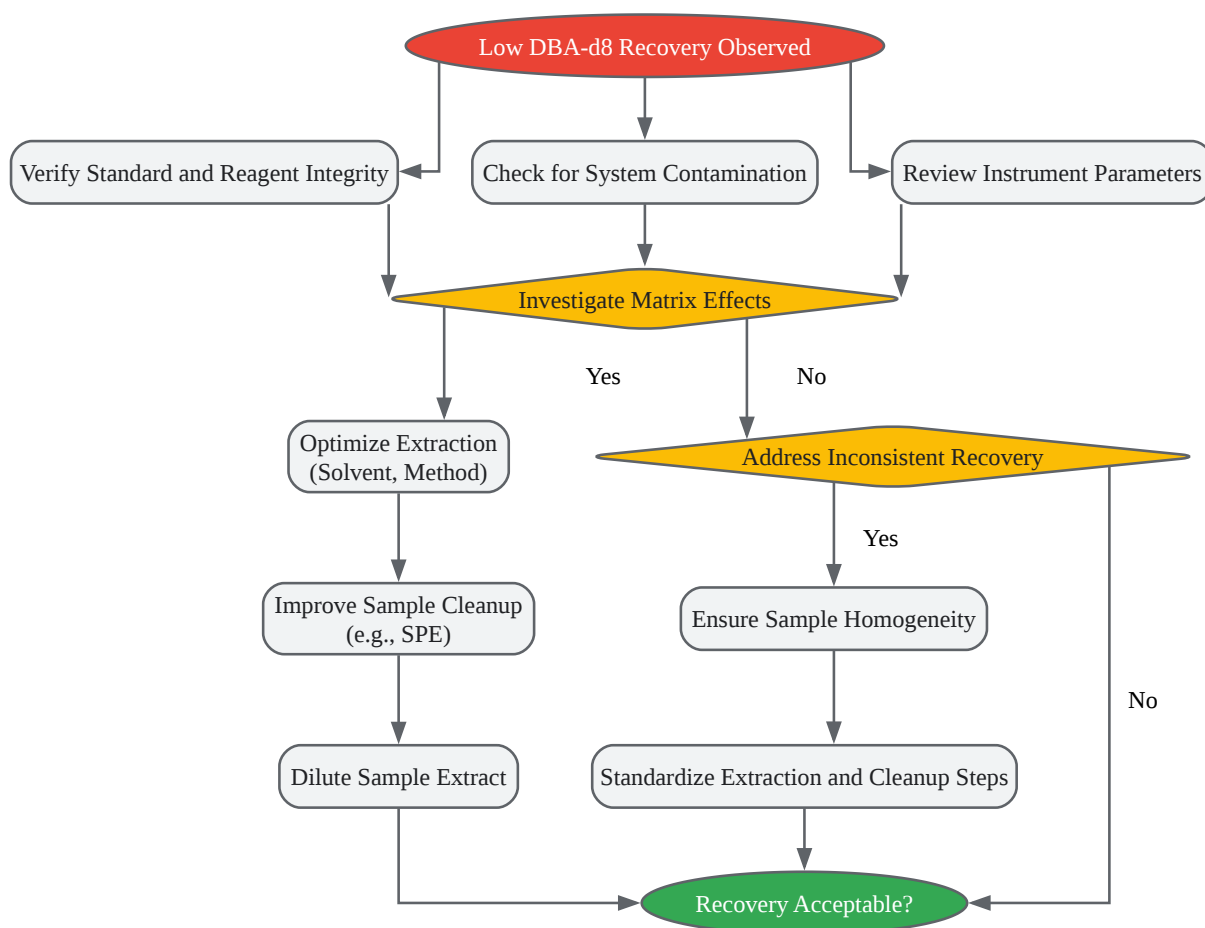 Low DBA-d8 Recovery Observed
Verify Standard and Reagent Integrity
Check for System Contamination
Review Instrument Parameters
Investigate Matrix Effects
Yes
No
Optimize Extraction
(Solvent, Method)
Address Inconsistent Recovery
Yes
Improve Sample Cleanup
(e.g., SPE)
Ensure Sample Homogeneity
No
Dilute Sample Extract
Standardize Extraction and Cleanup Steps
Recovery Acceptable?